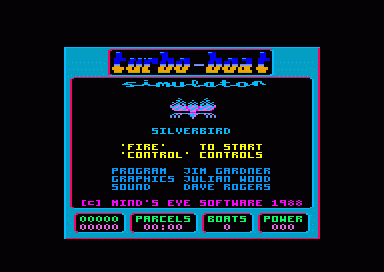 turbo-boat
simulator
SILVERBIRD
'FIRE' TO START
'CONTROL' CONTROLS
PROGRAM JIM GARDNER
GRAPHICS JULIAN WOOD
SOUND DAVE ROGERS
[c] MIND'S EYE SOFTWARE 1988
00000 PARCELS BOATS POWER
00000 00:00 0 000